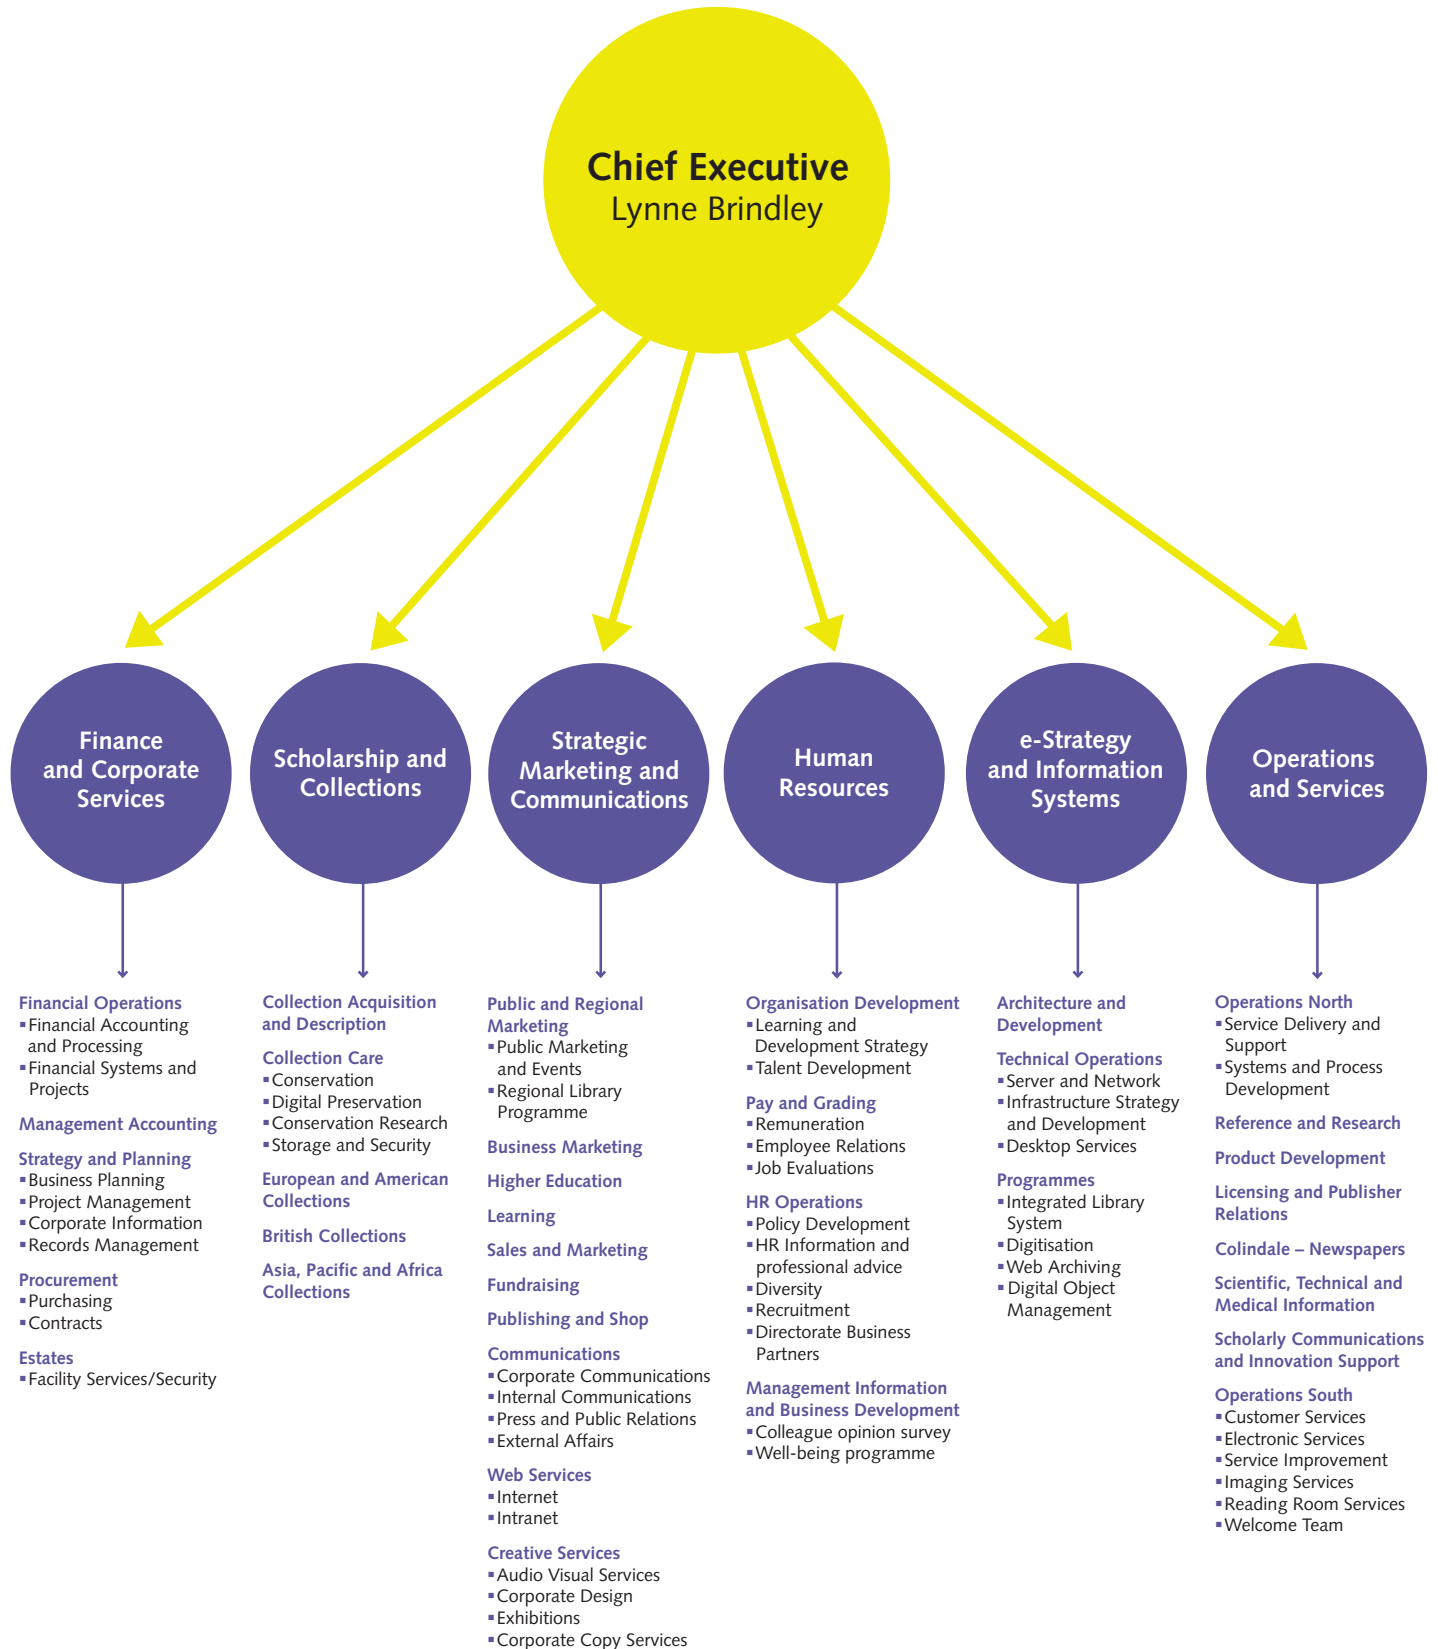 Chief Executive
Lynne Brindley
Finance
and Corporate
Services
Scholarship and
Collections
Strategic
Marketing and
Communications
Human
Resources
e-Strategy
and Information
Systems
Operations
and Services
Financial Operations
▪Financial Accounting
and Processing
▪Financial Systems and
Projects
Management Accounting
Strategy and Planning
▪Business Planning
▪Project Management
▪Corporate Information
▪Records Management
Procurement
▪Purchasing
▪Contracts
Estates
▪Facility Services/Security
Collection Acquisition
and Description
Collection Care
▪Conservation
▪Digital Preservation
▪Conservation Research
▪Storage and Security
European and American
Collections
British Collections
Asia, Pacific and Africa
Collections
Public and Regional
Marketing
▪Public Marketing
and Events
▪Regional Library
Programme
Business Marketing
Higher Education
Learning
Sales and Marketing
Fundraising
Publishing and Shop
Communications
▪Corporate Communications
▪Internal Communications
▪Press and Public Relations
▪External Affairs
Web Services
▪Internet
▪Intranet
Creative Services
▪Audio Visual Services
▪Corporate Design
▪Exhibitions
▪Corporate Copy Services
Organisation Development
▪Learning and
Development Strategy
▪Talent Development
Pay and Grading
▪Remuneration
▪Employee Relations
▪Job Evaluations
HR Operations
▪Policy Development
▪HR Information and
professional advice
▪Diversity
▪Recruitment
▪Directorate Business
Partners
Management Information
and Business Development
▪Colleague opinion survey
▪Well-being programme
Architecture and
Development
Technical Operations
▪Server and Network
▪Infrastructure Strategy
and Development
▪Desktop Services
Programmes
▪Integrated Library
System
▪Digitisation
▪Web Archiving
▪Digital Object
Management
Operations North
▪Service Delivery and
Support
▪Systems and Process
Development
Reference and Research
Product Development
Licensing and Publisher
Relations
Colindale – Newspapers
Scientific, Technical and
Medical Information
Scholarly Communications
and Innovation Support
Operations South
▪Customer Services
▪Electronic Services
▪Service Improvement
▪Imaging Services
▪Reading Room Services
▪Welcome Team